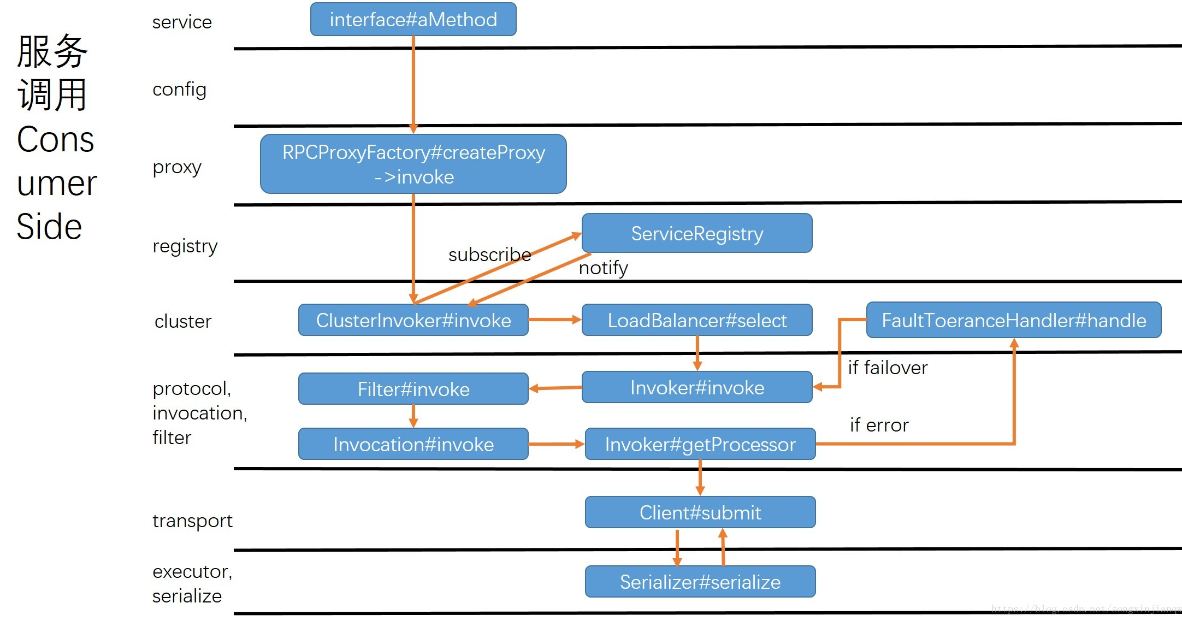 服务
调用
Cons
umer
Side
service
interface#aMethod
config
proxy
RPCProxyFactory#createProxy
->invoke
registry
ServiceRegistry
subscribe
notify
cluster
ClusterInvoker#invoke
LoadBalancer#select
FaultToeranceHandler#handle
if failover
protocol,
invocation,
filter
Filter#invoke
Invoker#invoke
if error
Invocation#invoke
Invoker#getProcessor
transport
Client#submit
executor,
serialize
Serializer#serialize